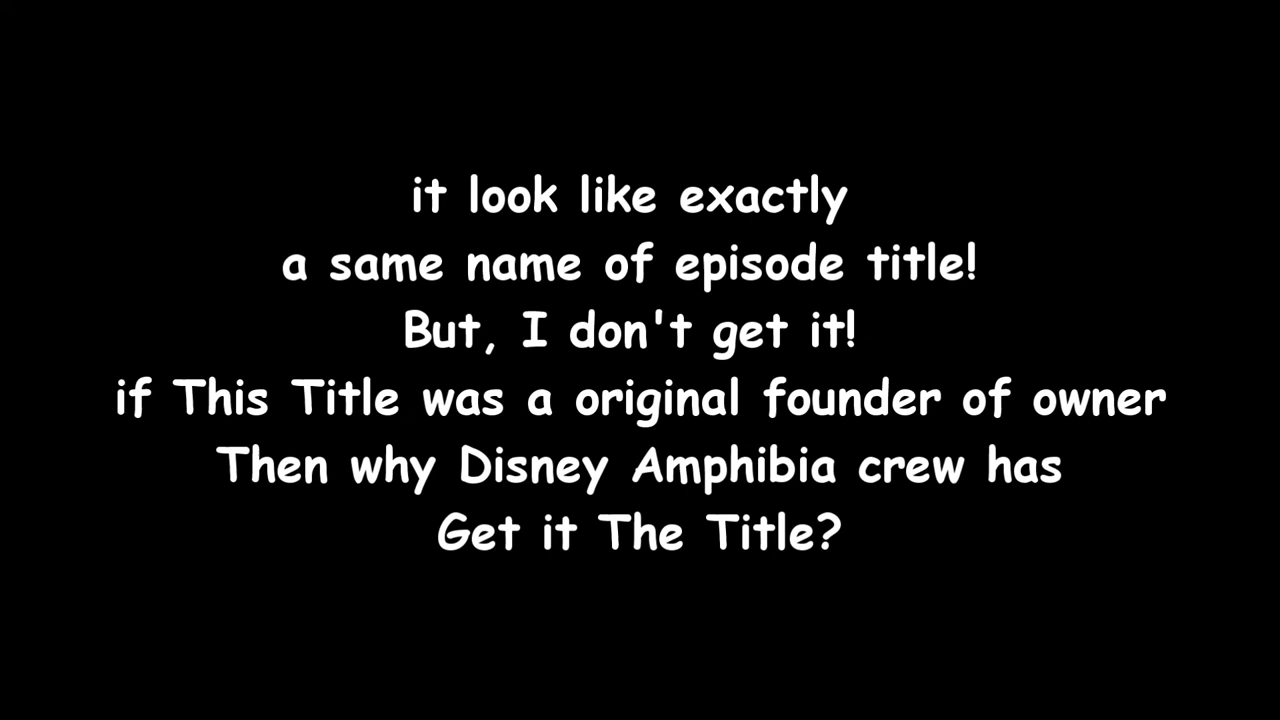 it look like exactly
a same name of episode title!
But, I don't get it!
if This Title was a original founder of owner
Then why Disney Amphibia crew has
Get it The Title?